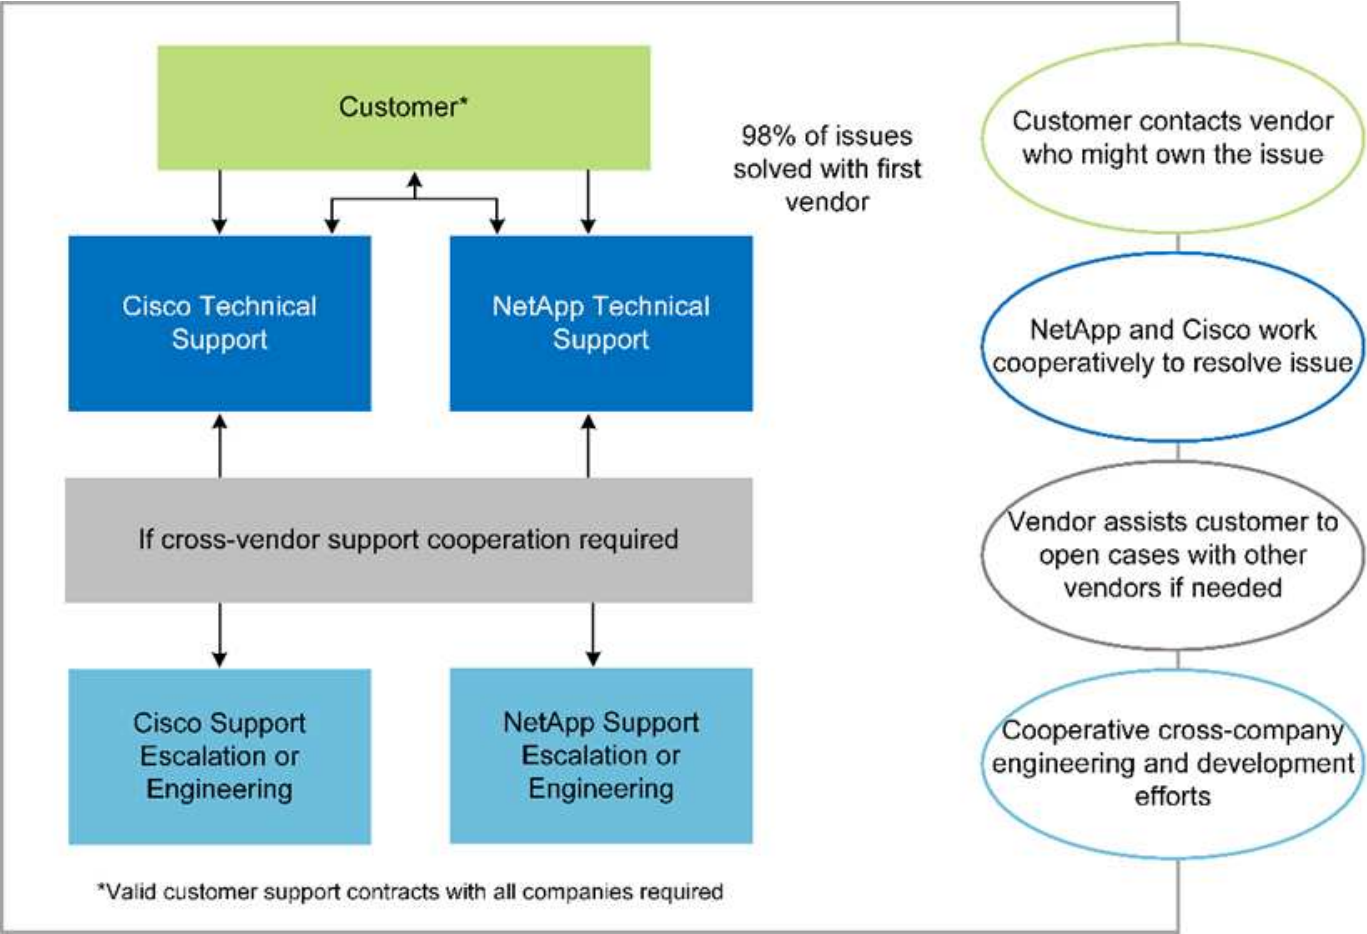 Customer*
98% of issues
solved with first
vendor
Cisco Technical
Support
NetApp Technical
Support
If cross-vendor support cooperation required
Cisco Support
Escalation or
Engineering
NetApp Support
Escalation or
Engineering
*Valid customer support contracts with all companies required
Customer contacts vendor
who might own the issue
NetApp and Cisco work
cooperatively to resolve issue
Vendor assists customer to
open cases with other
vendors if needed
Cooperative cross-company
engineering and development
efforts